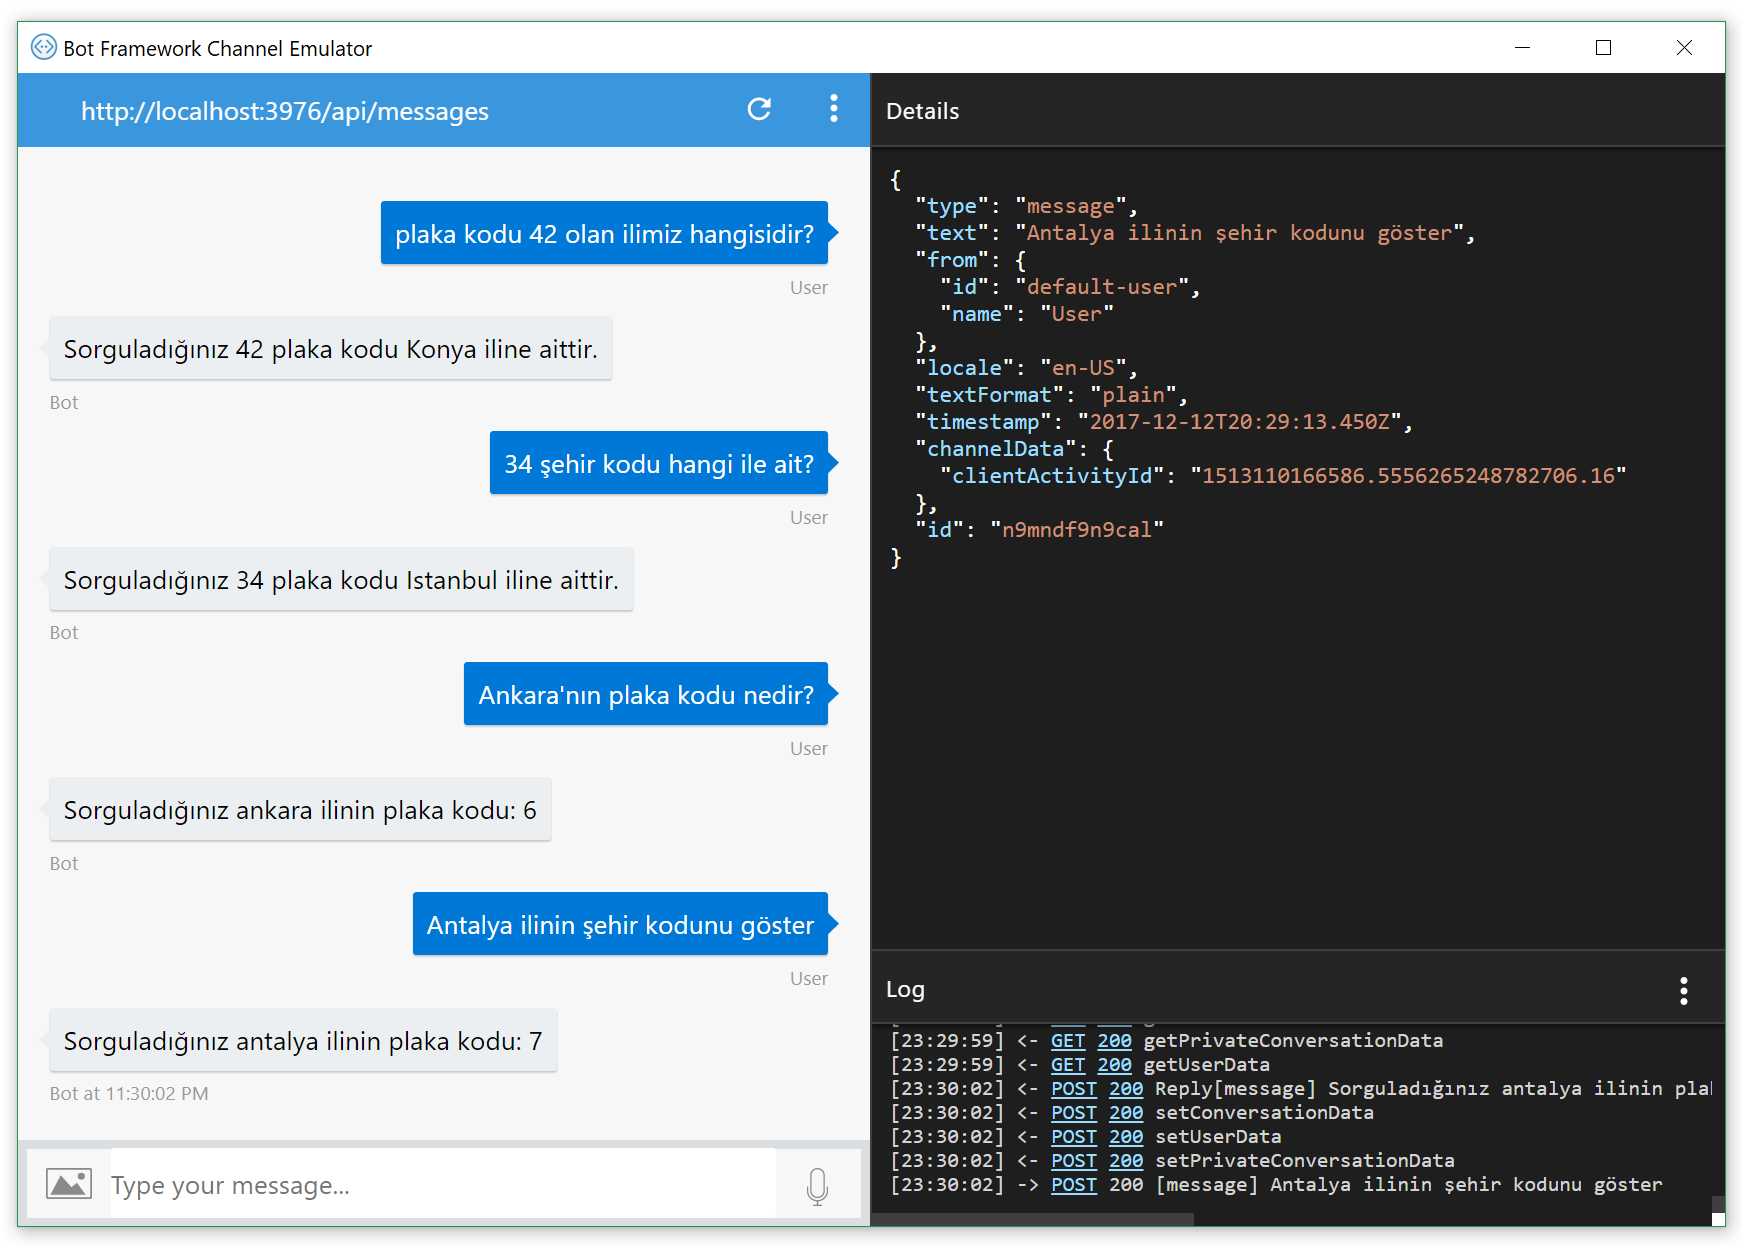 Bot Framework Channel Emulator
http://localhost:3976/api/messages
plaka kodu 42 olan ilimiz hangisidir?
User
Sorguladığınız 42 plaka kodu Konya iline aittir.
Bot
34 şehir kodu hangi ile ait?
User
Sorguladığınız 34 plaka kodu Istanbul iline aittir.
Bot
Ankara'nın plaka kodu nedir?
User
Sorguladığınız ankara ilinin plaka kodu: 6
Bot
Antalya ilinin şehir kodunu göster
User
Sorguladığınız antalya ilinin plaka kodu: 7
Bot at 11:30:02 PM
Type your message...
Details
{
"type": "message",
"text": "Antalya ilinin şehir kodunu göster",
"from": {
"id": "default-user",
"name": "User"
},
"locale": "en-US",
"textFormat": "plain",
"timestamp": "2017-12-12T20:29:13.450Z",
"channelData": {
"clientActivityId": "1513110166586.5556265248782706.16"
},
"id": "n9mndf9n9cal"
}
Log
[23:29:59] <- GET 200 getPrivateConversationData
[23:29:59] <- GET 200 getUserData
[23:30:02] <- POST 200 Reply[message] Sorguladığınız antalya ilinin pla
[23:30:02] <- POST 200 setConversationData
[23:30:02] <- POST 200 setUserData
[23:30:02] <- POST 200 setPrivateConversationData
[23:30:02] -> POST 200 [message] Antalya ilinin şehir kodunu göster